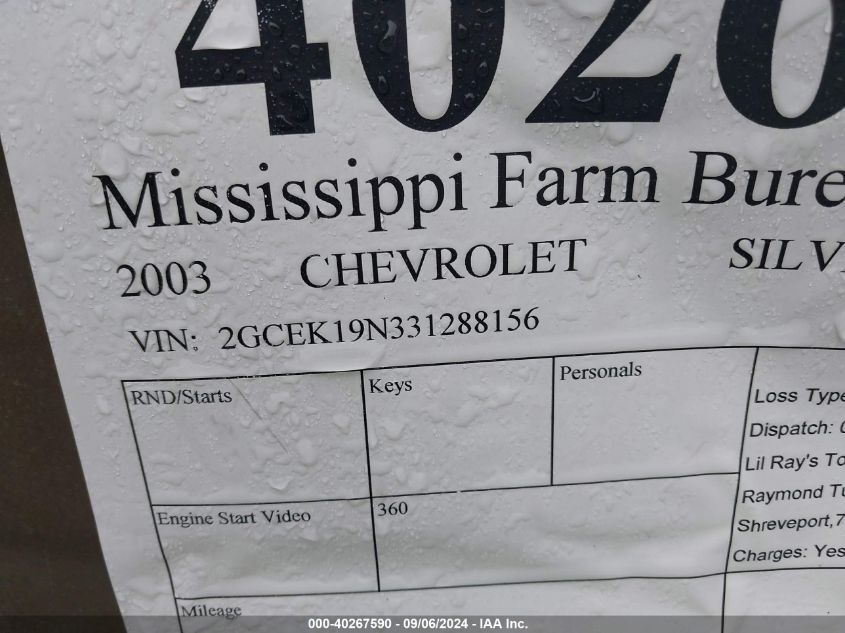 4026
Mississippi Farm Bure
2003 CHEVROLET SILV
VIN: 2GCEK19N331288156
RND/Starts Keys Personals
Loss Type
Dispatch:
Lil Ray's To
Raymond Tu
Shreveport,7
Charges: Yes
Engine Start Video 360
Mileage
000-40267590 - 09/06/2024 - IAA Inc.